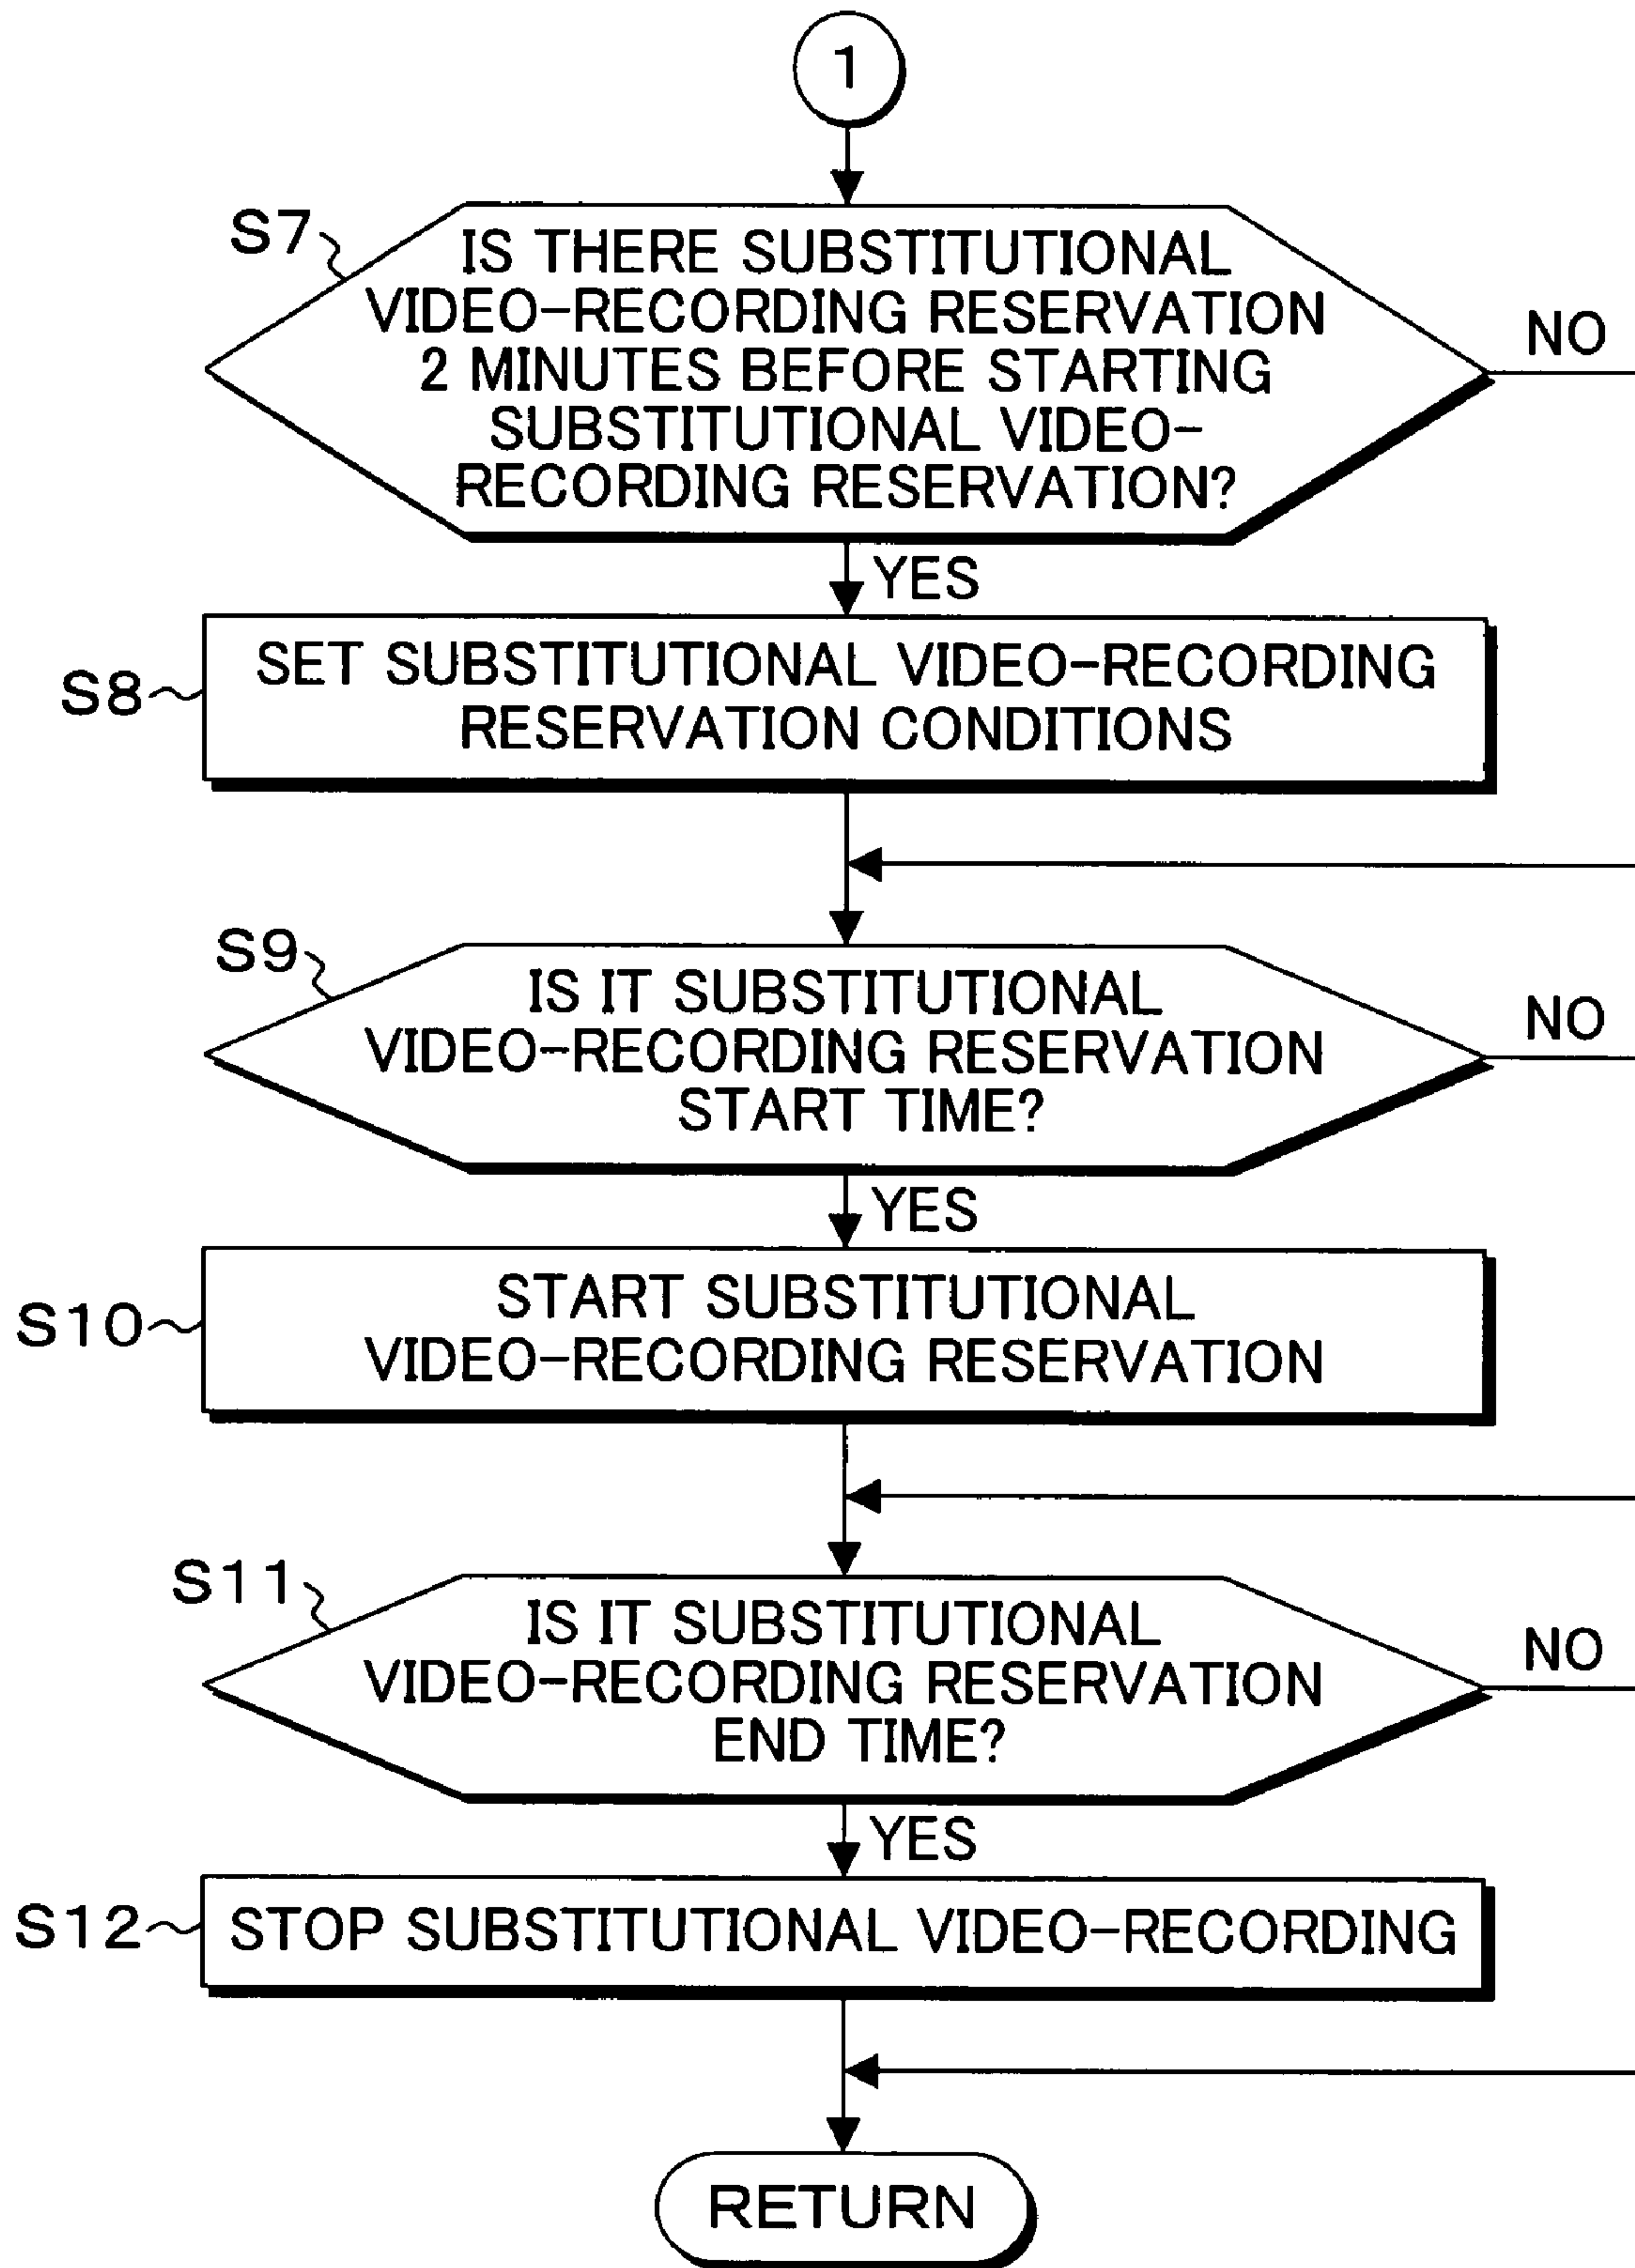 1
S7
IS THERE SUBSTITUTIONAL
VIDEO-RECORDING RESERVATION
2 MINUTES BEFORE STARTING
SUBSTITUTIONAL VIDEO-
RECORDING RESERVATION?
NO
YES
S8
SET SUBSTITUTIONAL VIDEO-RECORDING
RESERVATION CONDITIONS
S9
IS IT SUBSTITUTIONAL
VIDEO-RECORDING RESERVATION
START TIME?
NO
YES
S10
START SUBSTITUTIONAL
VIDEO-RECORDING RESERVATION
S11
IS IT SUBSTITUTIONAL
VIDEO-RECORDING RESERVATION
END TIME?
NO
YES
S12
STOP SUBSTITUTIONAL VIDEO-RECORDING
RETURN